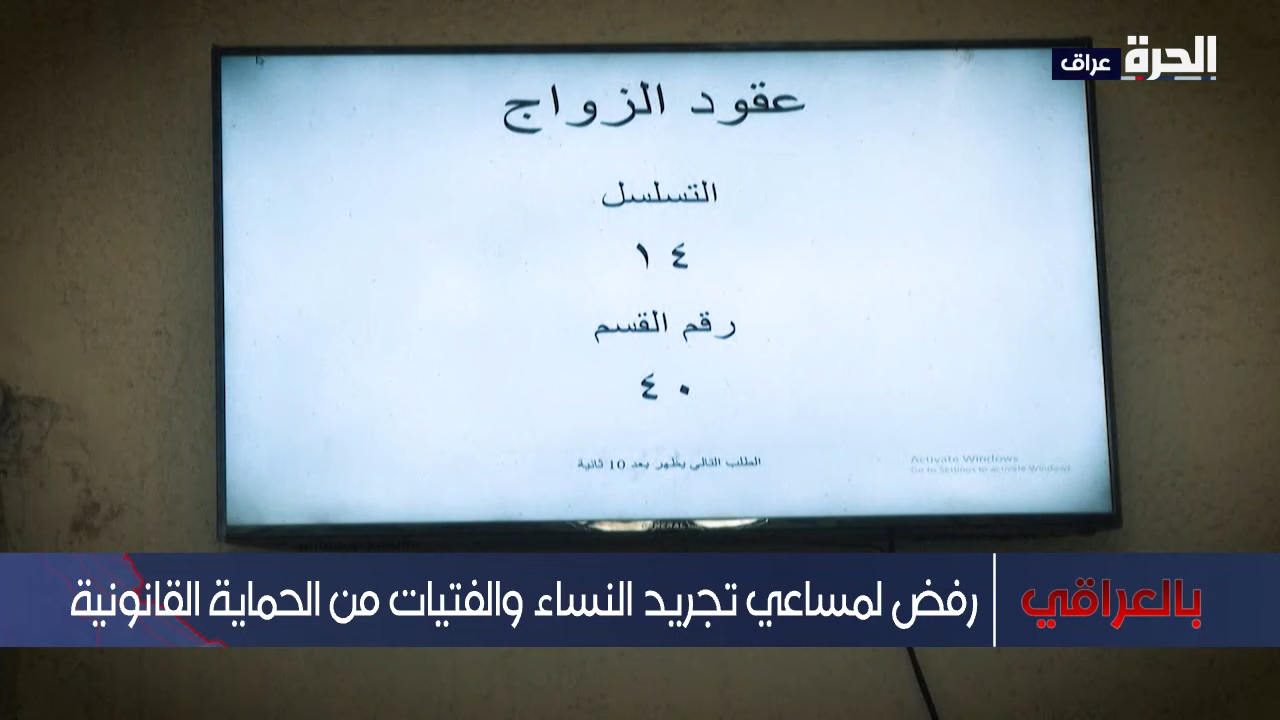 الحرة
عراق
عقود الزواج
التسلسل
١٤
رقم القسم
٤٠
الطلب التالي يظهر بعد 10 ثانية
Activate Windows
Go to Settings to activate Windows.
بالعراقي
رفض لمساعي تجريد النساء والفتيات من الحماية القانونية